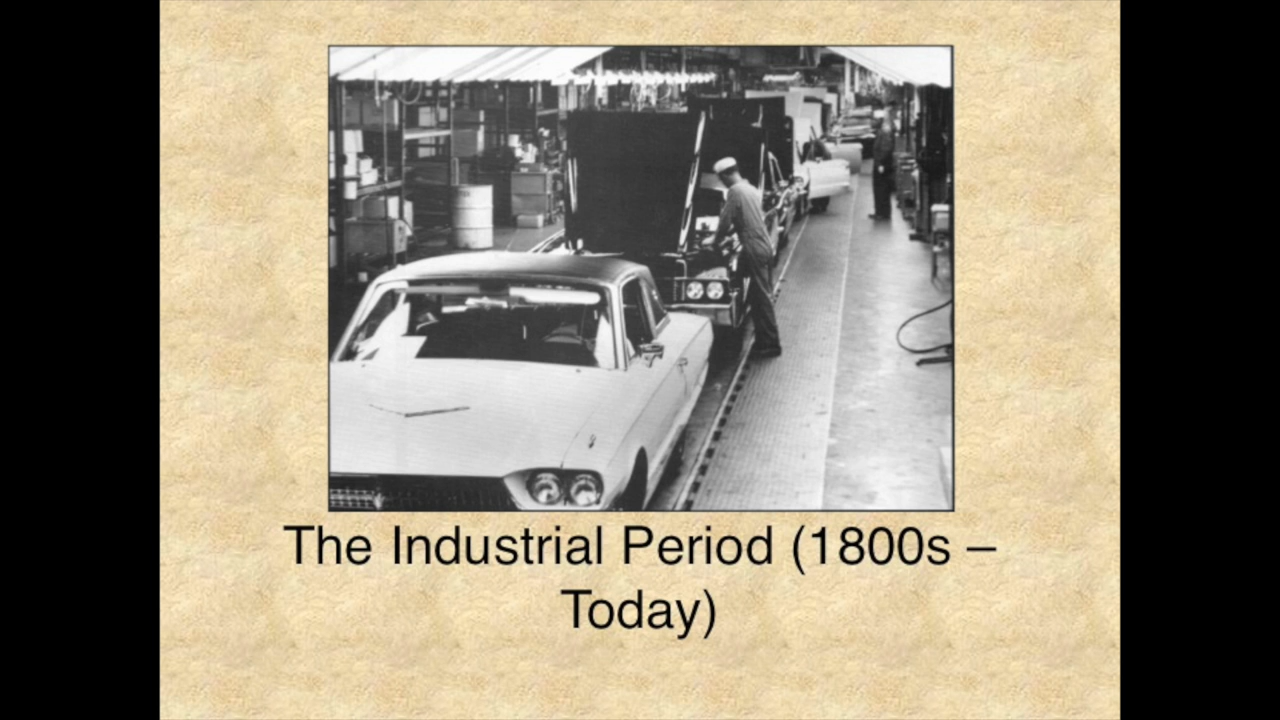 The Industrial Period (1800s –
Today)